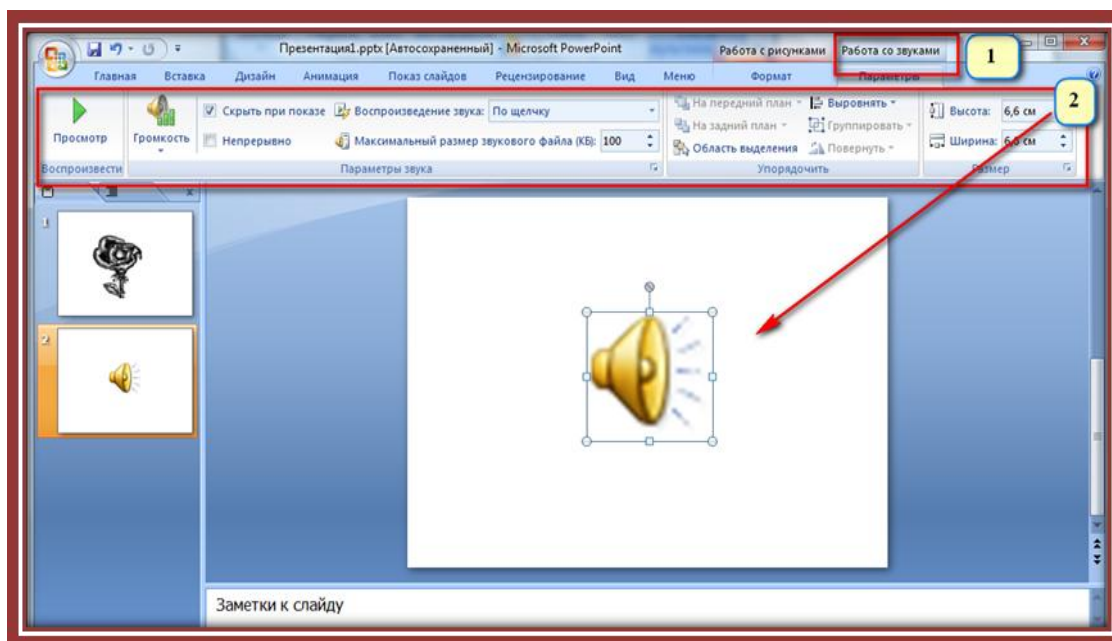 Презентация1.pptx [Автосохраненный] - Microsoft PowerPoint
Работа с рисунками
Работа со звуками
1
Главная Вставка Дизайн Анимация Показ слайдов Рецензирование Вид Меню Формат Параметры
2
Просмотр
Громкость
Скрыть при показе
Воспроизведение звука: По щелчку
На передний план
Выровнять
Высота: 6,6 см
Непрерывно
Максимальный размер звукового файла (КБ): 100
На задний план
Группировать
Ширина: 6,6 см
Область выделения
Повернуть
Воспроизвести
Параметры звука
Упорядочить
Размер
1
2
Заметки к слайду